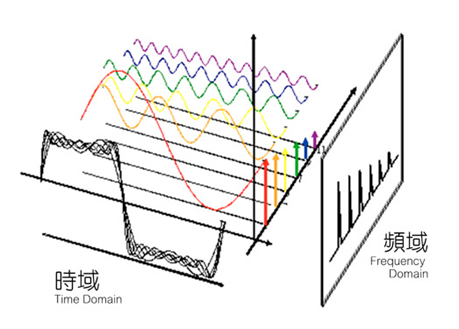 時域
Time Domain
頻域
Frequency
Domain